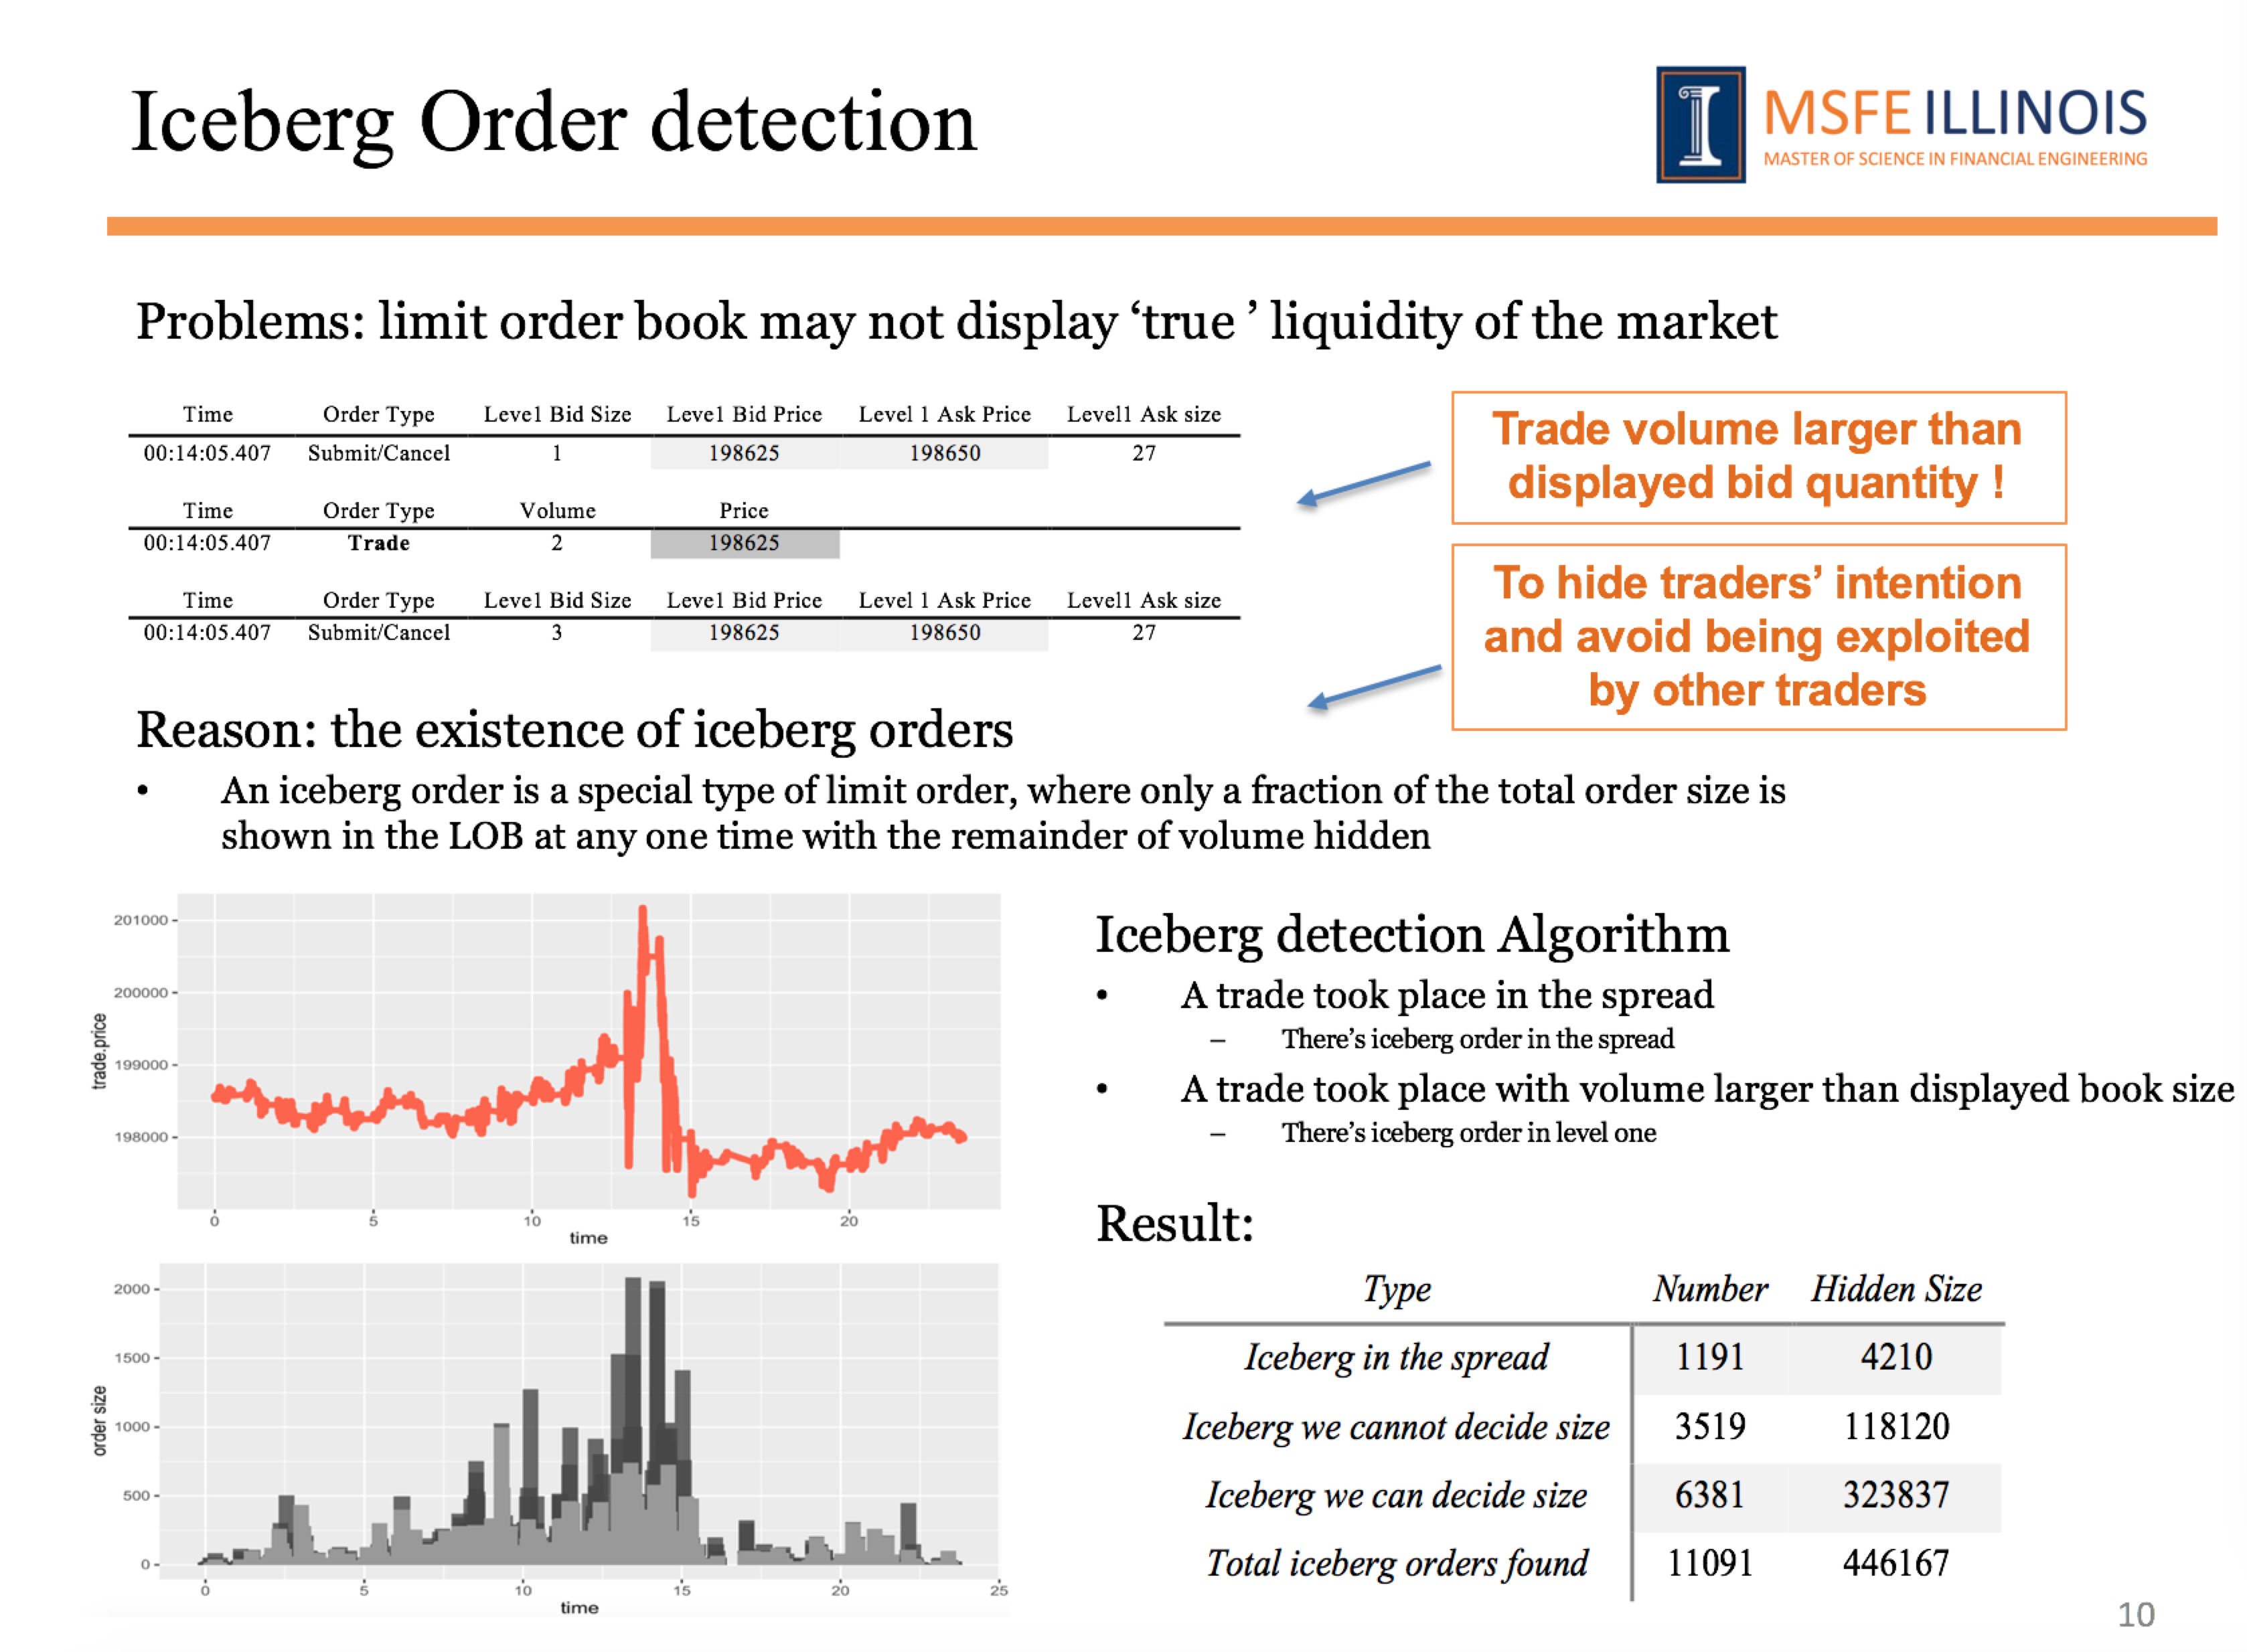 Iceberg Order detection
I
MSFE ILLINOIS
MASTER OF SCIENCE IN FINANCIAL ENGINEERING
Problems: limit order book may not display ‘true ’ liquidity of the market
Time Order Type Level Bid Size Level Bid Price Level 1 Ask Price Level1 Ask size
00:14:05.407 Submit/Cancel 1 198625 198650 27
Time Order Type Volume Price
00:14:05.407 Trade 2 198625
Time Order Type Level Bid Size Level Bid Price Level 1 Ask Price Level1 Ask size
00:14:05.407 Submit/Cancel 3 198625 198650 27
Trade volume larger than
displayed bid quantity !
To hide traders’ intention
and avoid being exploited
by other traders
Reason: the existence of iceberg orders
• An iceberg order is a special type of limit order, where only a fraction of the total order size is
shown in the LOB at any one time with the remainder of volume hidden
201000
200000
199000
198000
trade.price
0 5 10 15 20
time
2000
1500
1000
500
0
order size
0 5 10 15 20 25
time
Iceberg detection Algorithm
• A trade took place in the spread
– There’s iceberg order in the spread
• A trade took place with volume larger than displayed book size
– There’s iceberg order in level one
Result:
Type Number Hidden Size
Iceberg in the spread 1191 4210
Iceberg we cannot decide size 3519 118120
Iceberg we can decide size 6381 323837
Total iceberg orders found 11091 446167
10